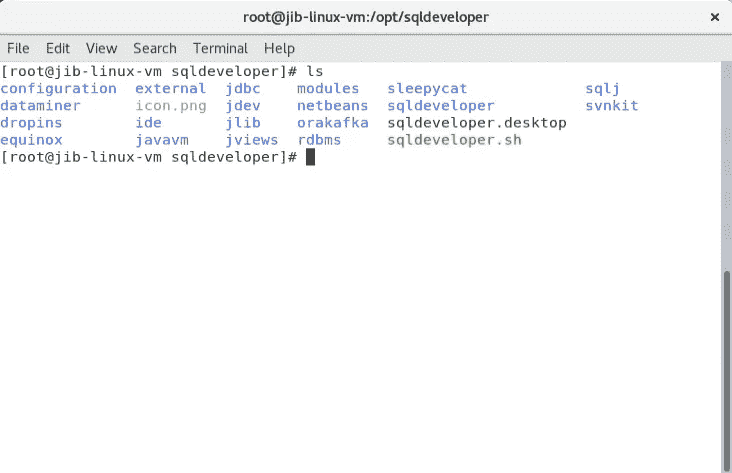 root@jib-linux-vm:/opt/sqldeveloper ×
File Edit View Search Terminal Help
[root@jib-linux-vm sqldeveloper]# ls
configuration external jdbc modules sleepycat sqlj
dataminer icon.png jdev netbeans sqldeveloper svnkit
dropins ide jlib orakafka sqldeveloper.desktop
equinox javavm jviews rdbms sqldeveloper.sh
[root@jib-linux-vm sqldeveloper]#